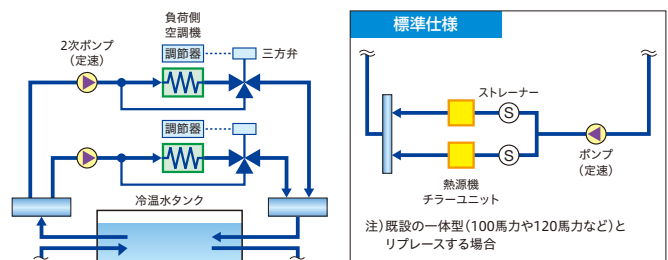 負荷側
空調機
2次ポンプ
（定速）
調節器
三方弁
調節器
冷温水タンク
標準仕様
ストレーナー
S
S
ポンプ
（定速）
熱源機
チラーユニット
注）既設の一体型（100馬力や120馬力など）と
リプレースする場合